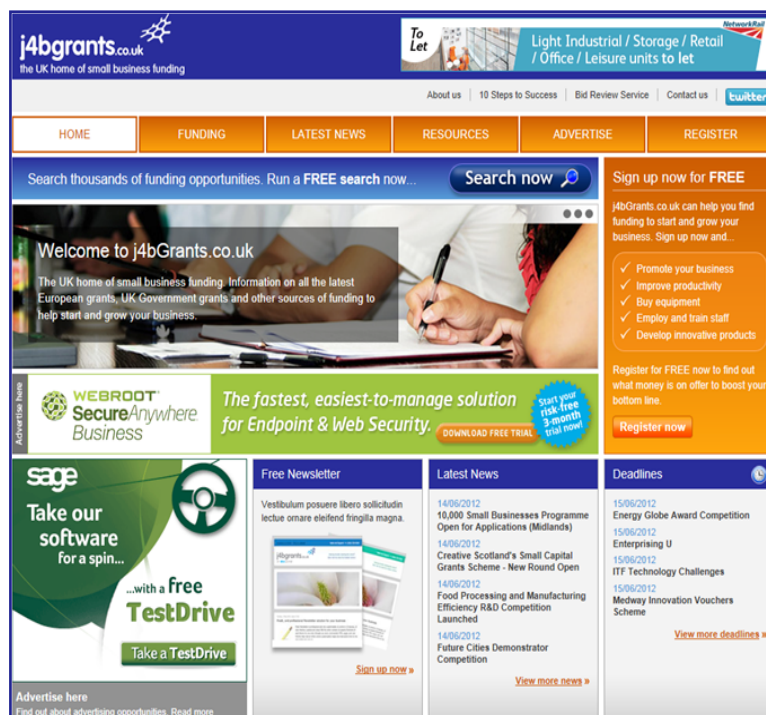 j4bgrants.co.uk
the UK home of small business funding
To
Let
NetworkRail
Light Industrial / Storage / Retail
/ Office / Leisure units to let
About us | 10 Steps to Success | Bid Review Service | Contact us | twitter
HOME FUNDING LATEST NEWS RESOURCES ADVERTISE REGISTER
Search thousands of funding opportunities. Run a FREE search now...
Search now
Welcome to j4bGrants.co.uk
The UK home of small business funding. Information on all the latest
European grants, UK Government grants and other sources of funding to
help start and grow your business.
Sign up now for FREE
j4bGrants.co.uk can help you find
funding to start and grow your
business. Sign up now and...
✓ Promote your business
✓ Improve productivity
✓ Buy equipment
✓ Employ and train staff
✓ Develop innovative products
Register for FREE now to find out
what money is on offer to boost your
bottom line.
Register now
Advertise here
WEBROOT
SecureAnywhere
Business
The fastest, easiest-to-manage solution
for Endpoint & Web Security.
DOWNLOAD FREE TRIAL
Start your
risk-free
3-month
trial now!
sage
Take our
software
for a spin...
...with a free
TestDrive
Take a TestDrive
Advertise here
Find out about advertising opportunities. Read more
Free Newsletter
Vestibulum posuere libero sollicitudin
lectue ornare eleifend fringilla magna.
j4bgrants.co.uk
Sign up now »
Latest News
14/06/2012
10,000 Small Businesses Programme
Open for Applications (Midlands)
14/06/2012
Creative Scotland's Small Capital
Grants Scheme - New Round Open
14/06/2012
Food Processing and Manufacturing
Efficiency R&D Competition
Launched
14/06/2012
Future Cities Demonstrator
Competition
View more news »
Deadlines
15/06/2012
Energy Globe Award Competition
15/06/2012
Enterprising U
15/06/2012
ITF Technology Challenges
15/06/2012
Medway Innovation Vouchers
Scheme
View more deadlines »